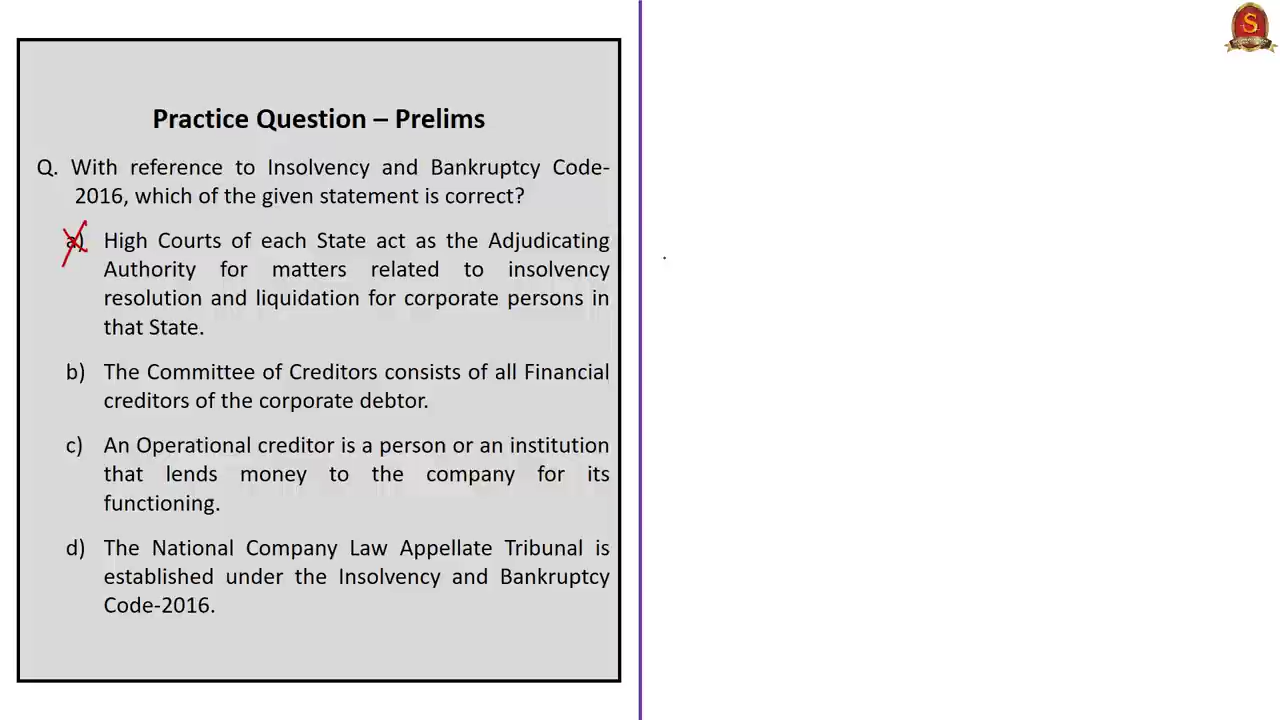 Practice Question – Prelims
Q. With reference to Insolvency and Bankruptcy Code-
2016, which of the given statement is correct?
a) High Courts of each State act as the Adjudicating
Authority for matters related to insolvency
resolution and liquidation for corporate persons in
that State.
b) The Committee of Creditors consists of all Financial
creditors of the corporate debtor.
c) An Operational creditor is a person or an institution
that lends money to the company for its
functioning.
d) The National Company Law Appellate Tribunal is
established under the Insolvency and Bankruptcy
Code-2016.
S